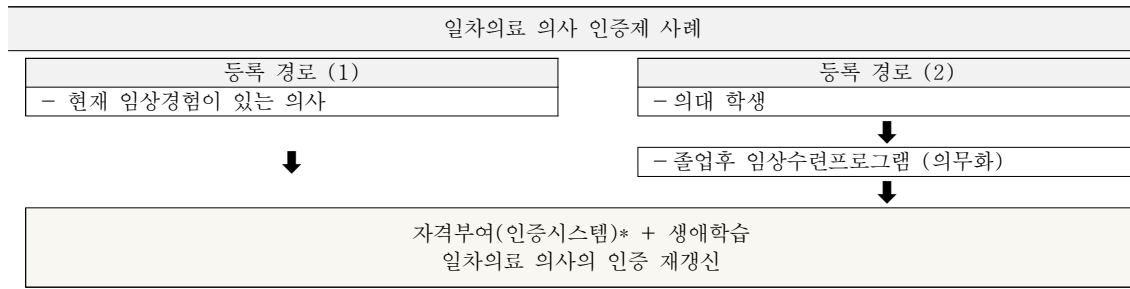 일차의료 의사 인증제 사례
등록 경로 (1)
- 현재 임상경험이 있는 의사
등록 경로 (2)
- 의대 학생
- 졸업후 임상수련프로그램 (의무화)
자격부여(인증시스템)* + 생애학습
일차의료 의사의 인증 재갱신